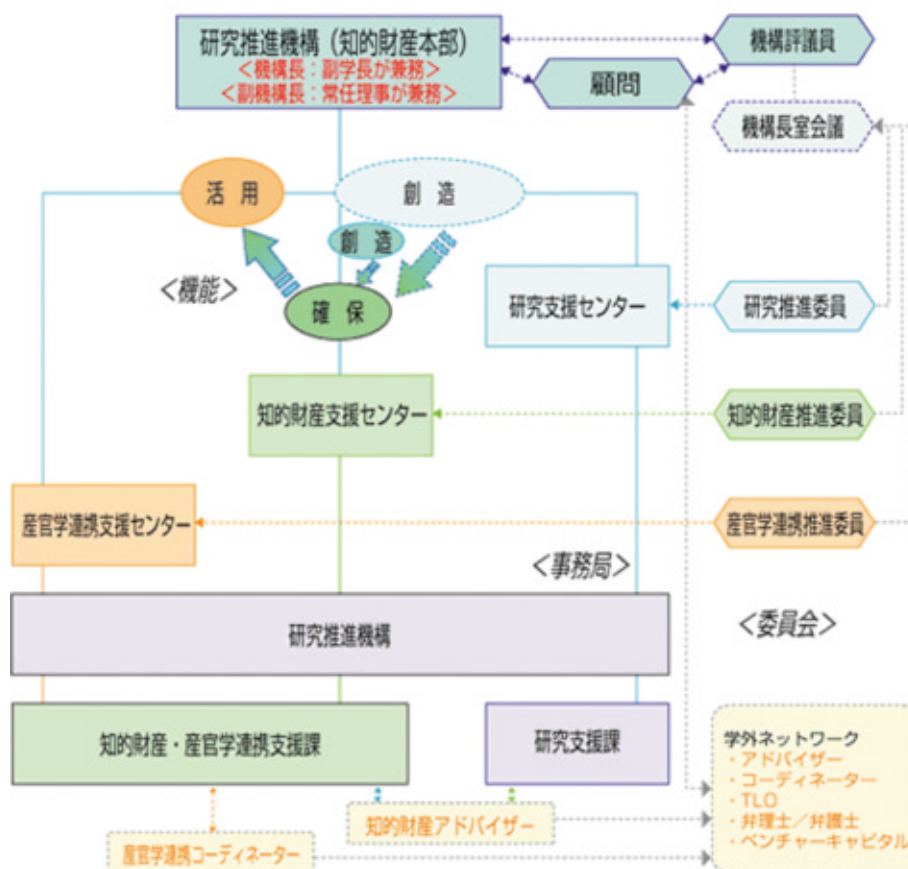 研究推進機構(知的財産本部)
<機構長:副学長が兼務>
<副機構長:常任理事が兼務>
機構評議員
顧問
機構長室会議
活 用
創 造
創 造
<機能>
確 保
研究支援センター
研究推進委員
知的財産支援センター
知的財産推進委員
産官学連携支援センター
産官学連携推進委員
<事務局>
研究推進機構
<委員会>
知的財産・産官学連携支援課
研究支援課
学外ネットワーク
・アドバイザー
・コーディネーター
・TLO
・弁理士/弁護士
・ベンチャーキャピタル
知的財産アドバイザー
産官学連携コーディネーター